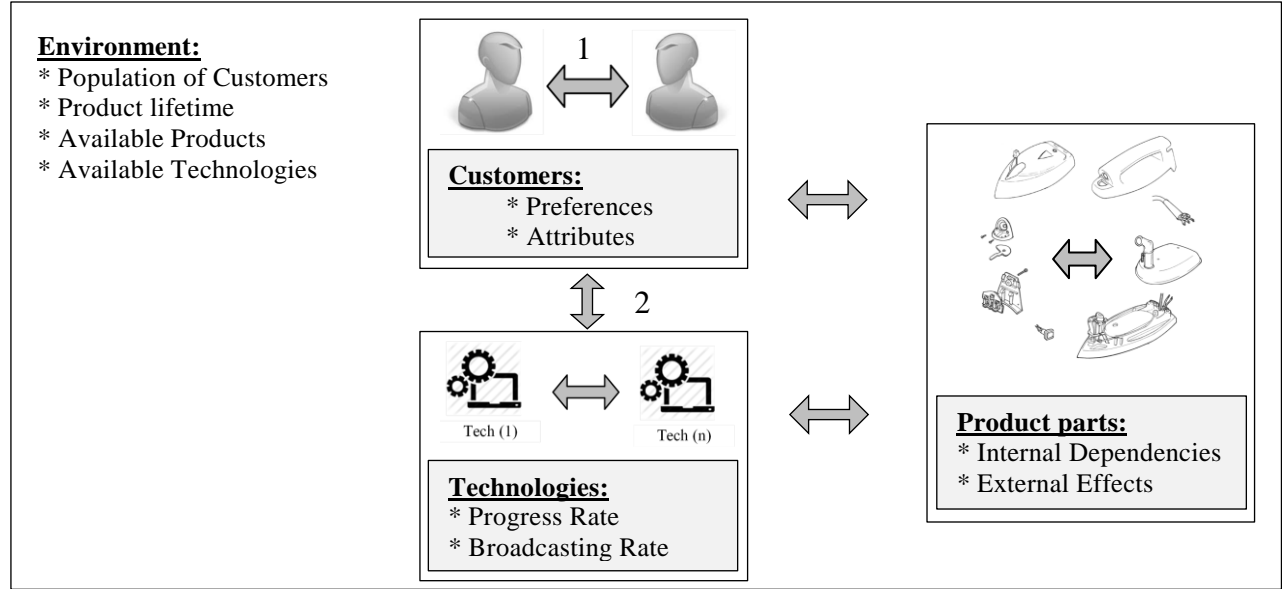 Environment:
* Population of Customers
* Product lifetime
* Available Products
* Available Technologies
1
Customers:
* Preferences
* Attributes
2
Tech (1)
Tech (n)
Technologies:
* Progress Rate
* Broadcasting Rate
Product parts:
* Internal Dependencies
* External Effects